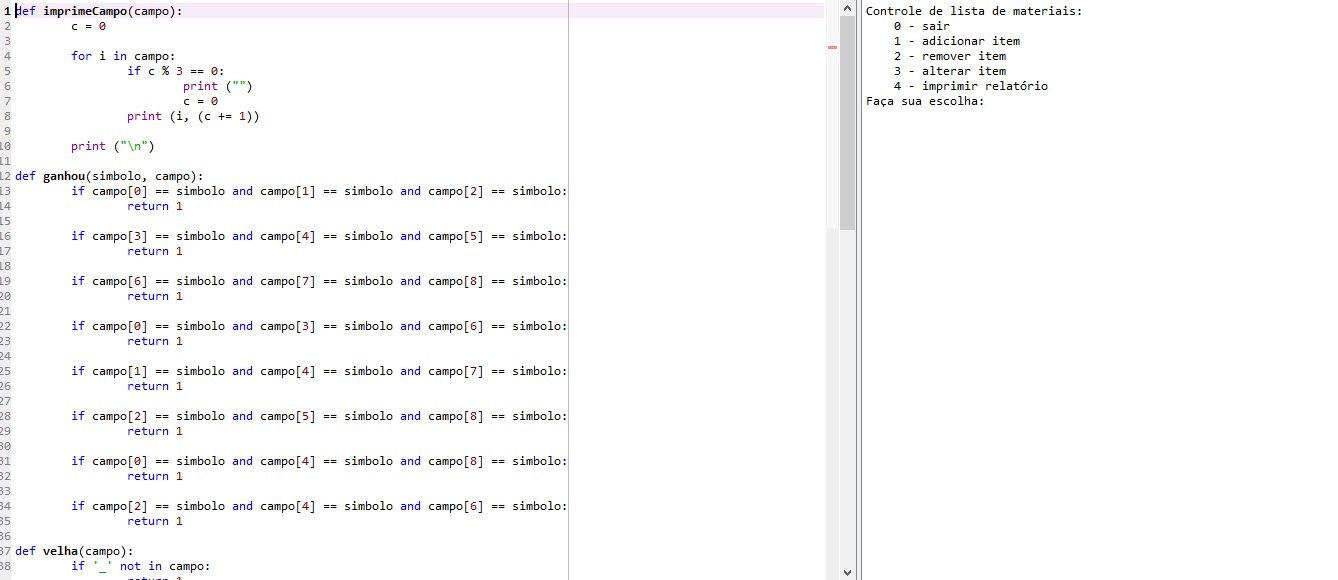 1 def imprimeCampo(campo):
2 c = 0
3
4 for i in campo:
5 if c % 3 == 0:
6 print ("")
7 c = 0
8 print (i, (c += 1))
9
10 print ("\n")
11
12 def ganhou(simbolo, campo):
13 if campo[0] == simbolo and campo[1] == simbolo and campo[2] == simbolo:
14 return 1
15
16 if campo[3] == simbolo and campo[4] == simbolo and campo[5] == simbolo:
17 return 1
18
19 if campo[6] == simbolo and campo[7] == simbolo and campo[8] == simbolo:
20 return 1
21
22 if campo[0] == simbolo and campo[3] == simbolo and campo[6] == simbolo:
23 return 1
24
25 if campo[1] == simbolo and campo[4] == simbolo and campo[7] == simbolo:
26 return 1
27
28 if campo[2] == simbolo and campo[5] == simbolo and campo[8] == simbolo:
29 return 1
30
31 if campo[0] == simbolo and campo[4] == simbolo and campo[8] == simbolo:
32 return 1
33
34 if campo[2] == simbolo and campo[4] == simbolo and campo[6] == simbolo:
35 return 1
36
37 def velha(campo):
38 if '_' not in campo:
return 1
Controle de lista de materiais:
0 - sair
1 - adicionar item
2 - remover item
3 - alterar item
4 - imprimir relatório
Faça sua escolha: